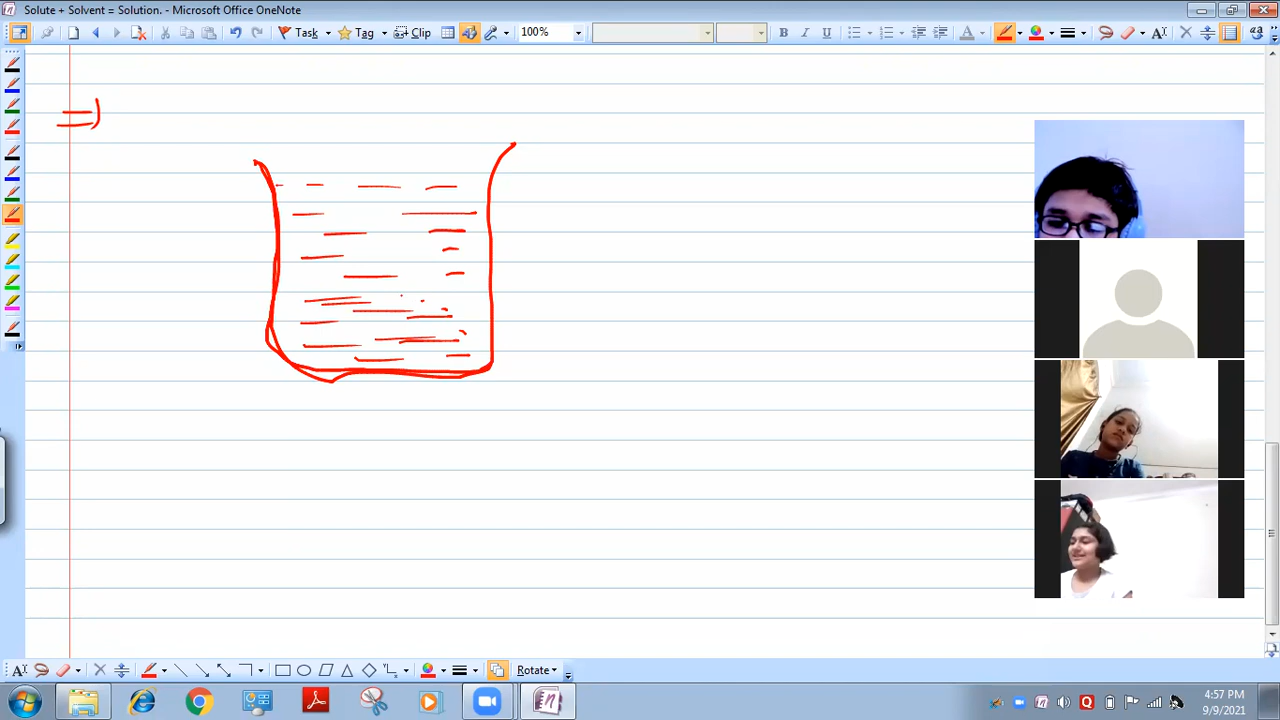 Solute + Solvent = Solution. - Microsoft Office OneNote
Task Tag Clip 100% B I U A
Rotate
4:57 PM
9/9/2021